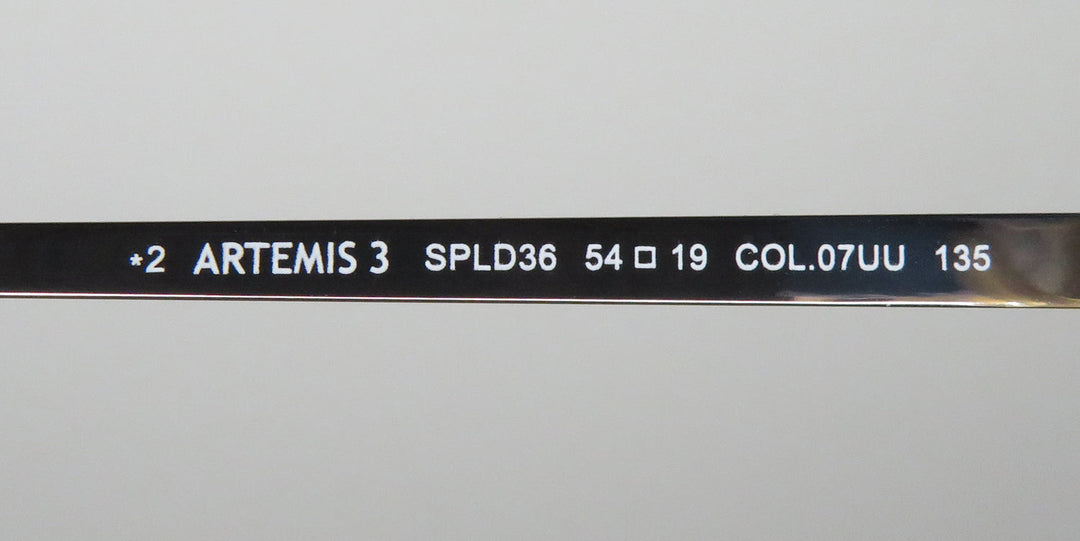 *2 ARTEMIS 3 SPLD36 54 □ 19 COL.07UU 135